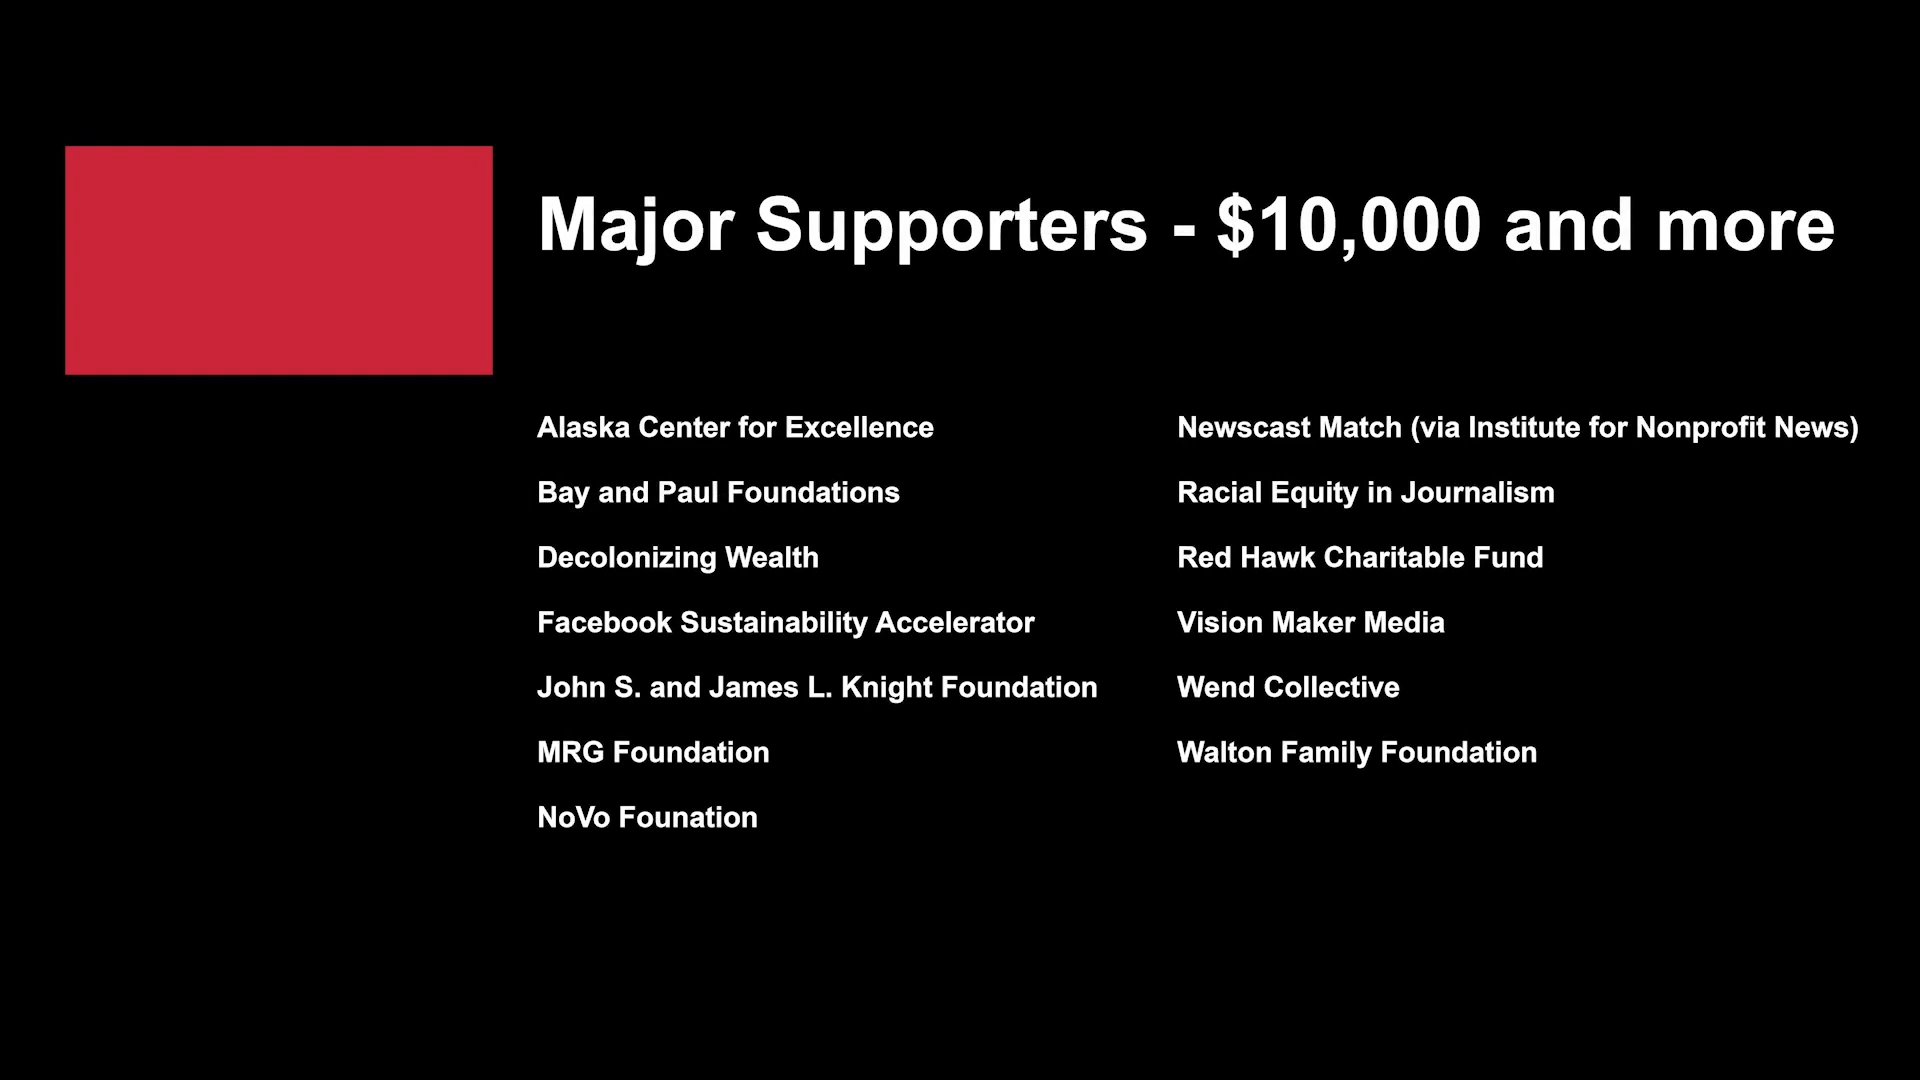 Major Supporters - $10,000 and more
Alaska Center for Excellence
Bay and Paul Foundations
Decolonizing Wealth
Facebook Sustainability Accelerator
John S. and James L. Knight Foundation
MRG Foundation
NoVo Founation
Newscast Match (via Institute for Nonprofit News)
Racial Equity in Journalism
Red Hawk Charitable Fund
Vision Maker Media
Wend Collective
Walton Family Foundation